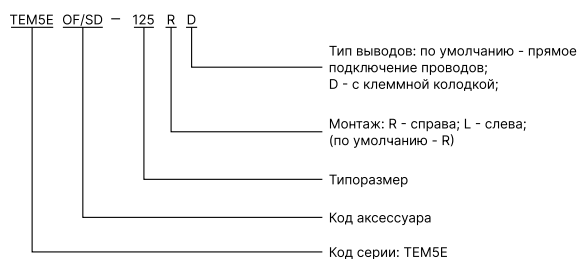 TEM5E OF/SD – 125 R D
Тип выводов: по умолчанию - прямое
подключение проводов;
D - с клеммной колодкой;
Монтаж: R - справа; L - слева;
(по умолчанию - R)
Типоразмер
Код аксессуара
Код серии: TEM5E